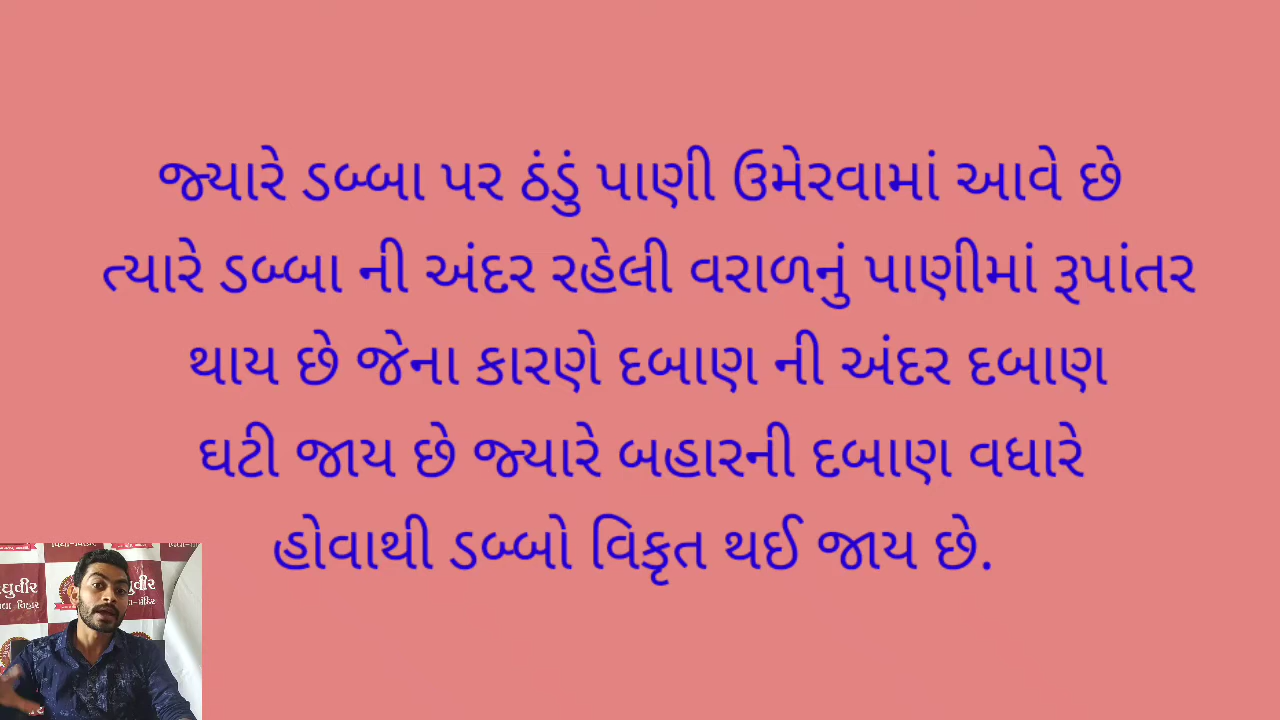 જ્યારે ડબ્બા પર ઠંડું પાણી ઉમેરવામાં આવે છે
ત્યારે ડબ્બા ની અંદર રહેલી વરાળનું પાણીમાં રૂપાંતર
થાય છે જેના કારણે દબાણ ની અંદર દબાણ
ઘટી જાય છે જ્યારે બહારની દબાણ વધારે
હોવાથી ડબ્બો વિકૃત થઈ જાય છે.